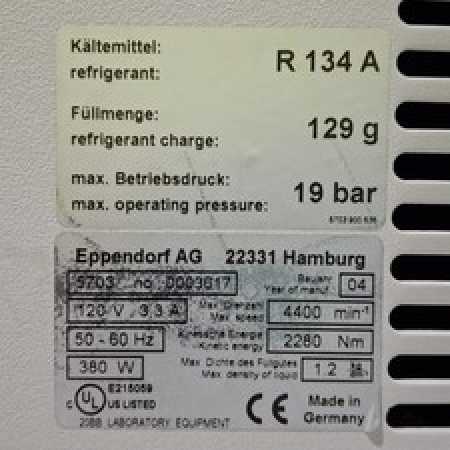 Kältemittel:
refrigerant: R 134 A
Füllmenge:
refrigerant charge: 129 g
max. Betriebsdruck:
max. operating pressure: 19 bar
Eppendorf AG 22331 Hamburg
5703 no. 0003617 Baujahr
Year of manuf. 04
120 V 3,3 A Max. Drehzahl
Max. speed 4400 min-1
50 - 60 Hz Kinetische Energie
Kinetic energy 2280 Nm
380 W Max. Dichte des Füllgutes
Max. density of liquid 1.2
c UL US LISTED E215059
CE Made in
Germany
23BB LABORATORY EQUIPMENT